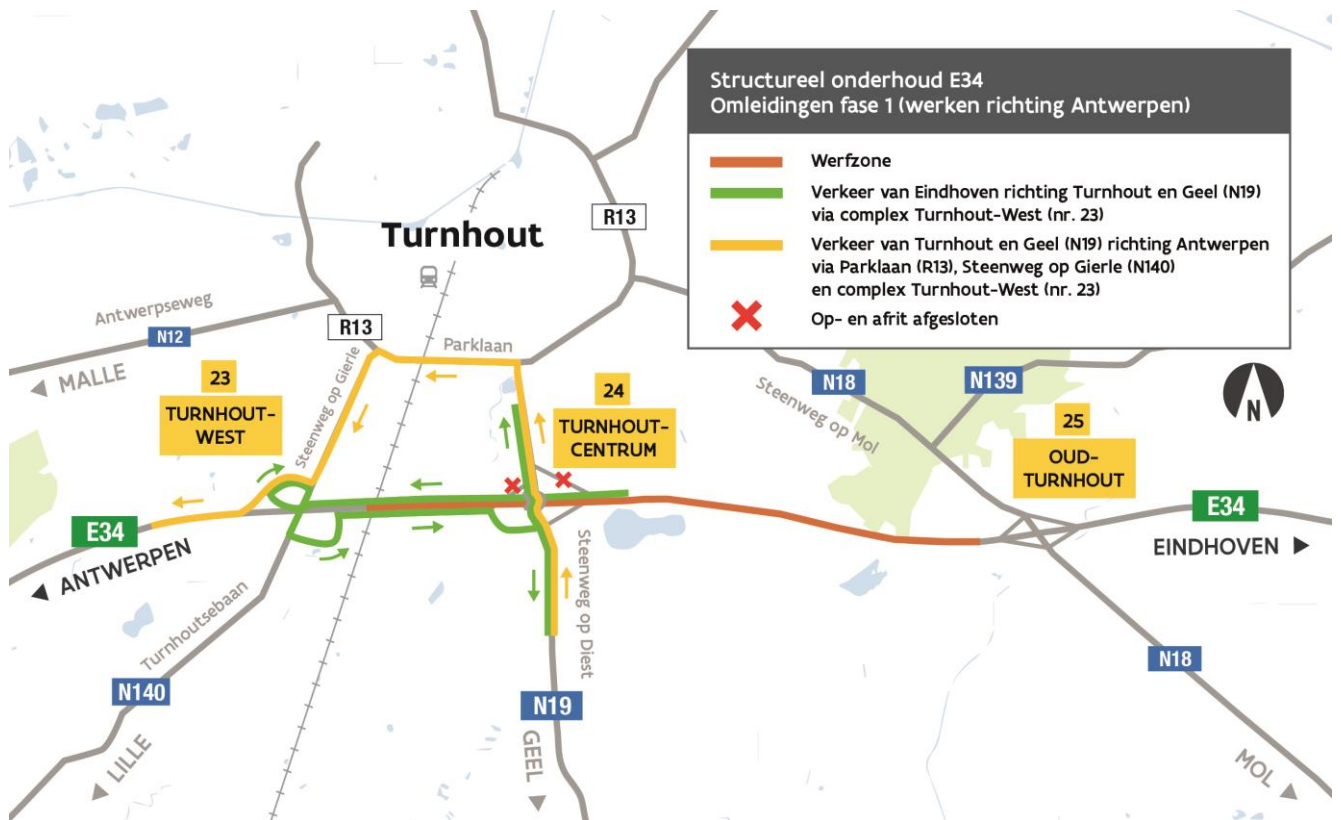 Structureel onderhoud E34
Omleidingen fase 1 (werken richting Antwerpen)
Werfzone
Verkeer van Eindhoven richting Turnhout en Geel (N19)
via complex Turnhout-West (nr. 23)
Verkeer van Turnhout en Geel (N19) richting Antwerpen
via Parklaan (R13), Steenweg op Gierle (N140)
en complex Turnhout-West (nr. 23)
Op- en afrit afgesloten
R13
Turnhout
Antwerpseweg
N12
MALLE
R13
Parklaan
Steenweg op Gierle
23
TURNHOUT-
WEST
24
TURNHOUT-
CENTRUM
N18
N139
Steenweg op Mol
25
OUD-
TURNHOUT
N
E34
ANTWERPEN
E34
EINDHOVEN
Steenweg op Diest
Turnhoutsebaan
N140
LILLE
N19
GEEL
N18
MOL